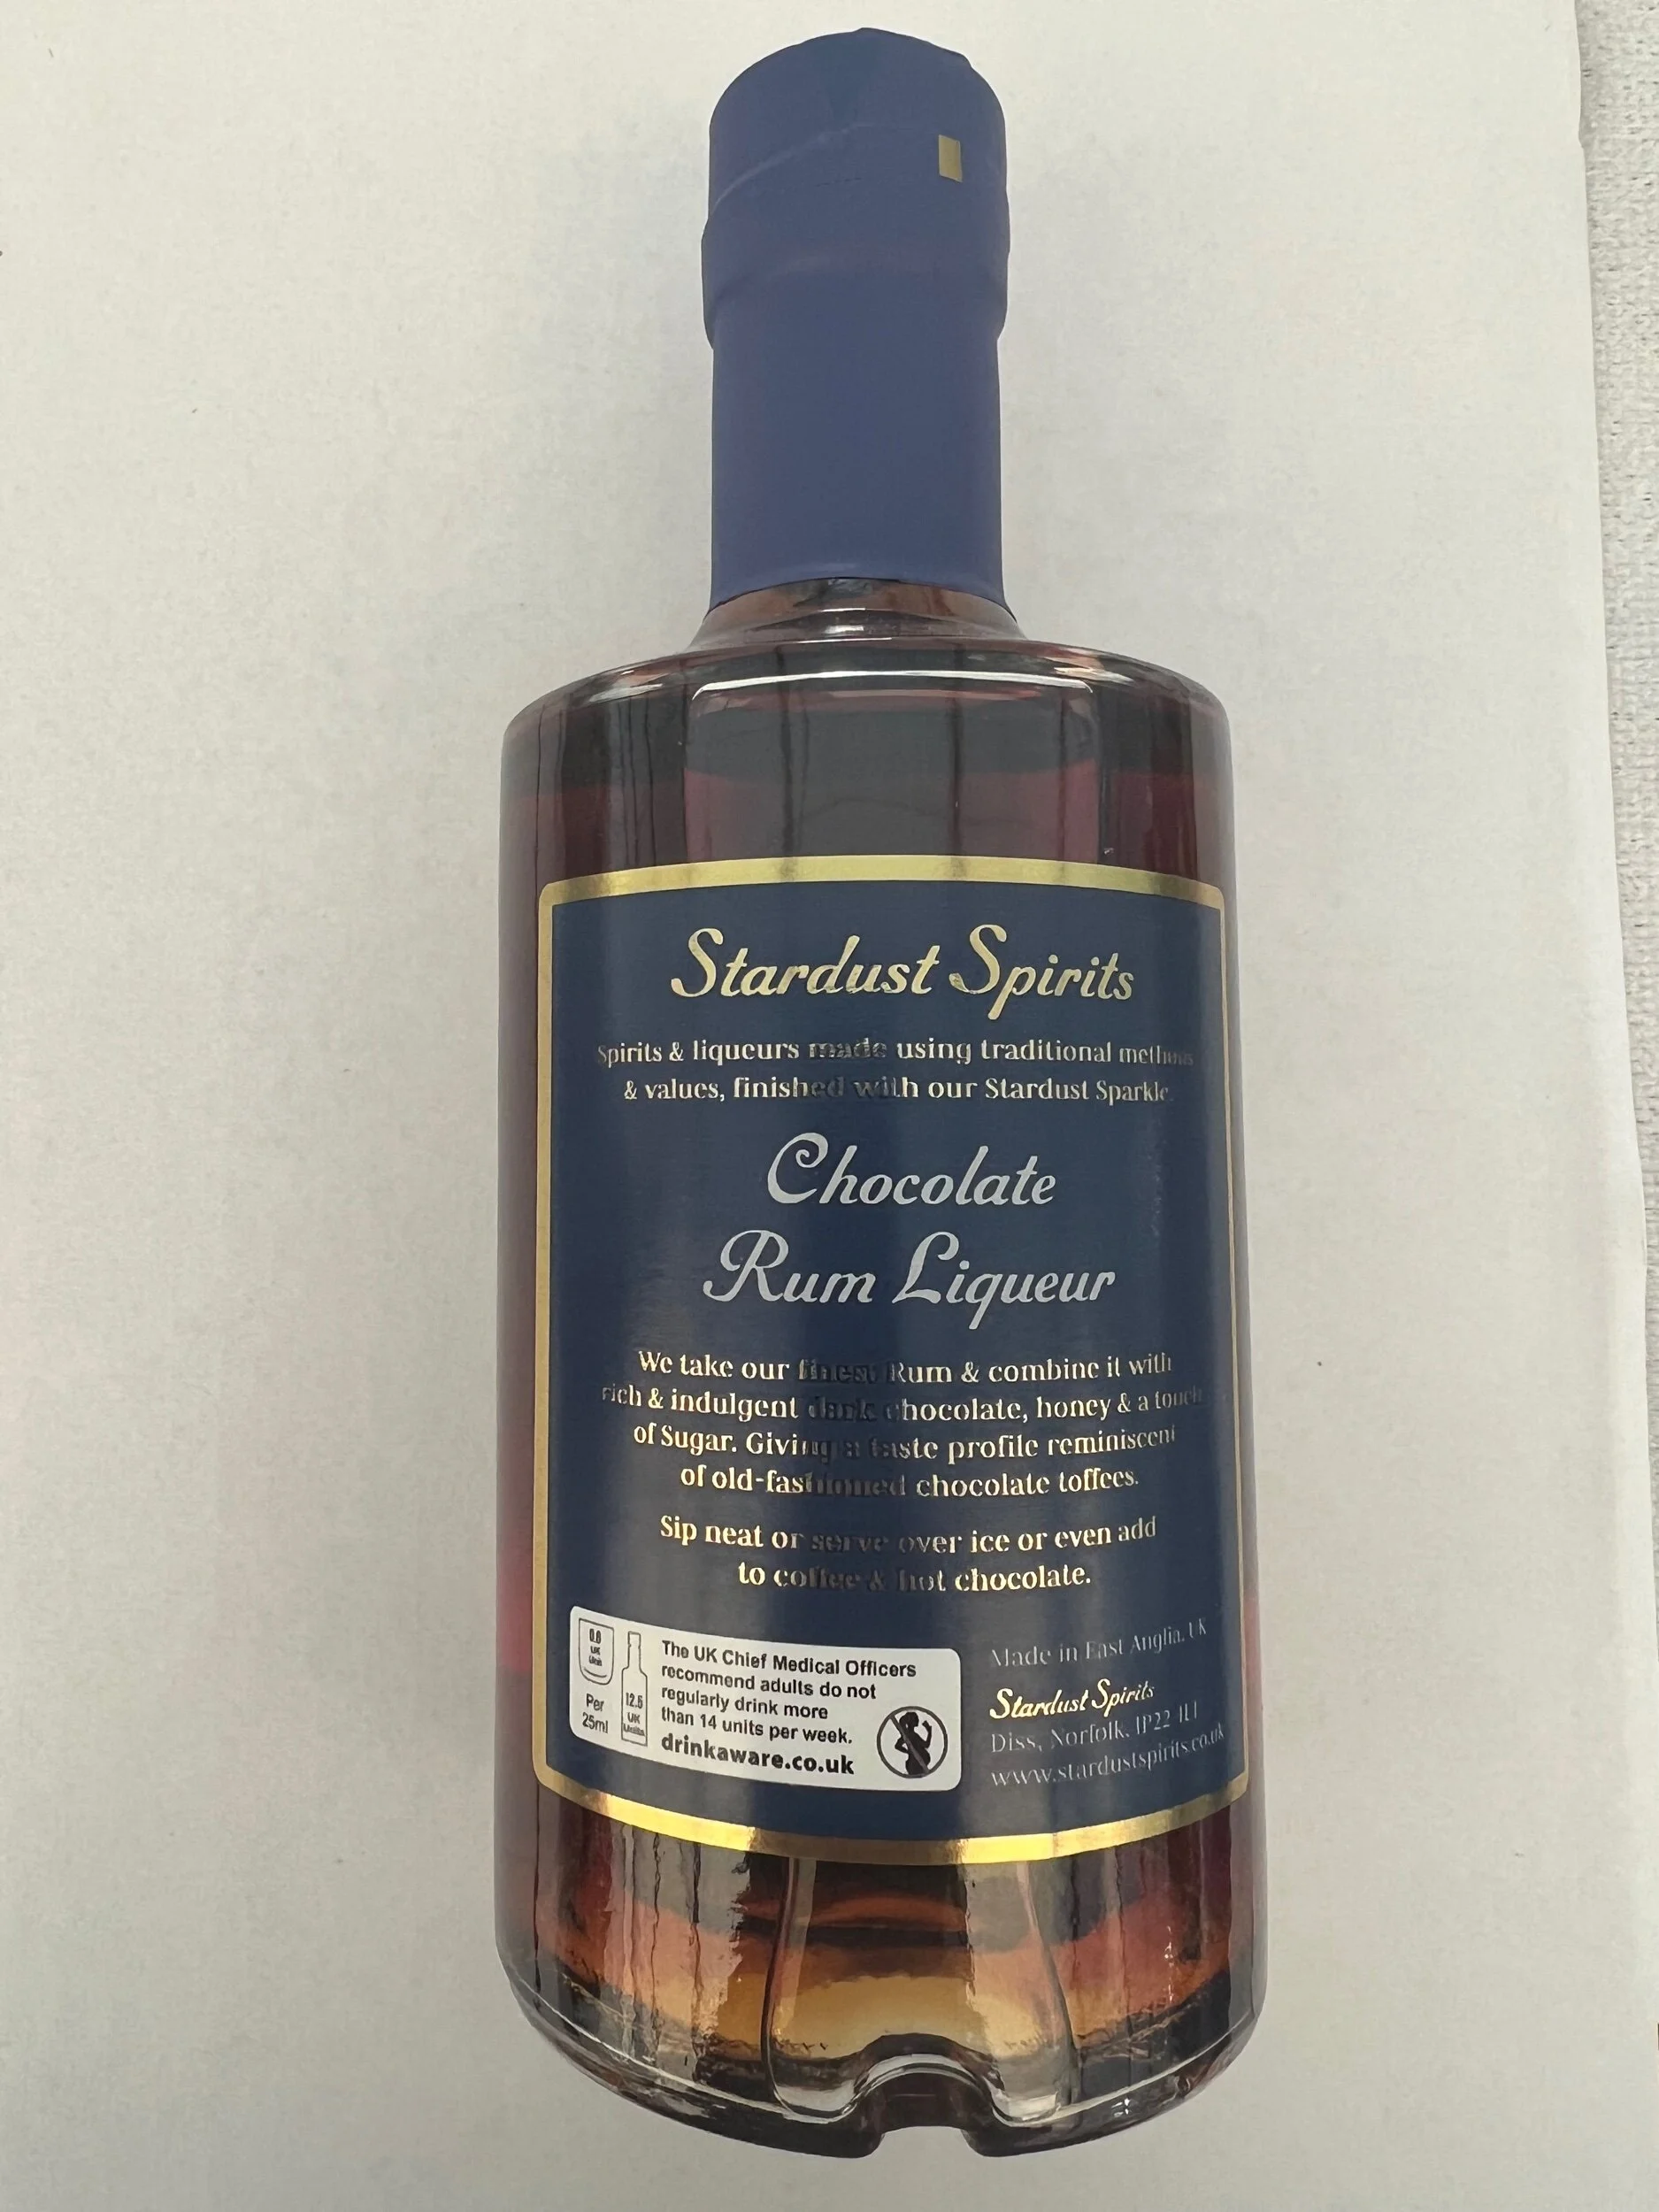 Stardust Spirits
Spirits & liqueurs made using traditional methods
& values, finished with our Stardust Sparkle
Chocolate
Rum Liqueur
We take our finest Rum & combine it with
rich & indulgent dark chocolate, honey & a touch
of Sugar. Giving a taste profile reminiscent
of old-fashioned chocolate toffees.
Sip neat or serve over ice or even add
to coffee & hot chocolate.
UK
Per
25ml
12.5
UK
Units
The UK Chief Medical Officers
recommend adults do not
regularly drink more
than 14 units per week.
drinkaware.co.uk
Made in East Anglia, UK
Stardust Spirits
Diss, Norfolk, IP22
www.stardustspirits.co.uk